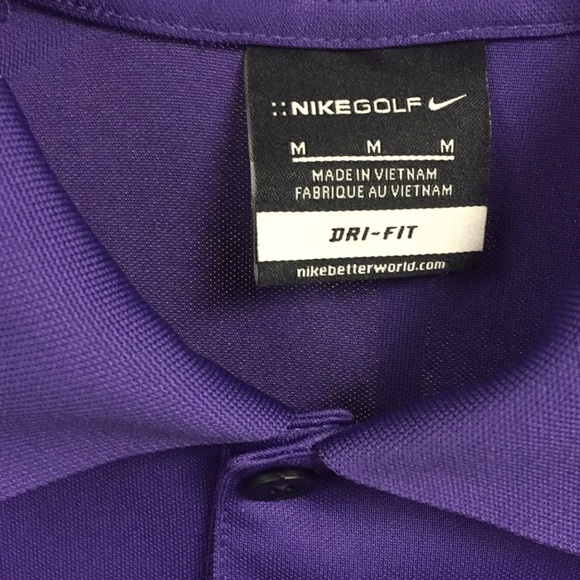 ::NIKEGOLF
M M M
MADE IN VIETNAM
FABRIQUE AU VIETNAM
DRI-FIT
nikebetterworld.com